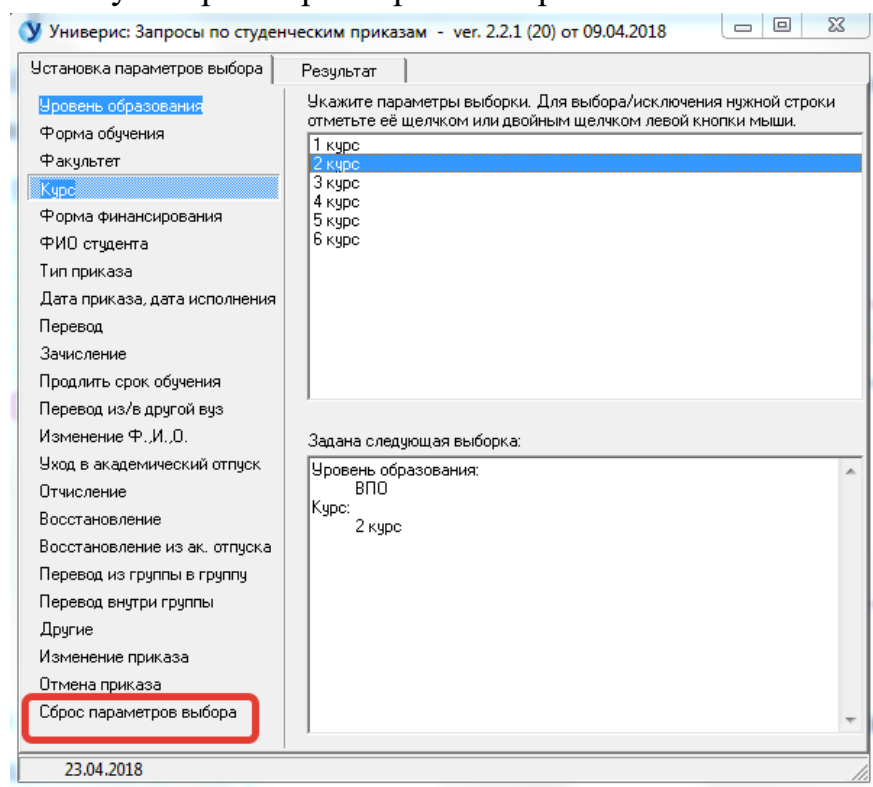 Универис: Запросы по студенческим приказам - ver. 2.2.1 (20) от 09.04.2018
Установка параметров выбора
Результат
Уровень образования
Форма обучения
Факультет
Курс
Форма финансирования
ФИО студента
Тип приказа
Дата приказа, дата исполнения
Перевод
Зачисление
Продлить срок обучения
Перевод из/в другой вуз
Изменение Ф.,И.,О.
Уход в академический отпуск
Отчисление
Восстановление
Восстановление из ак. отпуска
Перевод из группы в группу
Перевод внутри группы
Другие
Изменение приказа
Отмена приказа
Сброс параметров выбора
Укажите параметры выборки. Для выбора/исключения нужной строки
отметьте её щелчком или двойным щелчком левой кнопки мыши.
1 курс
2 курс
3 курс
4 курс
5 курс
6 курс
Задана следующая выборка:
Уровень образования:
ВПО
Курс:
2 курс
23.04.2018